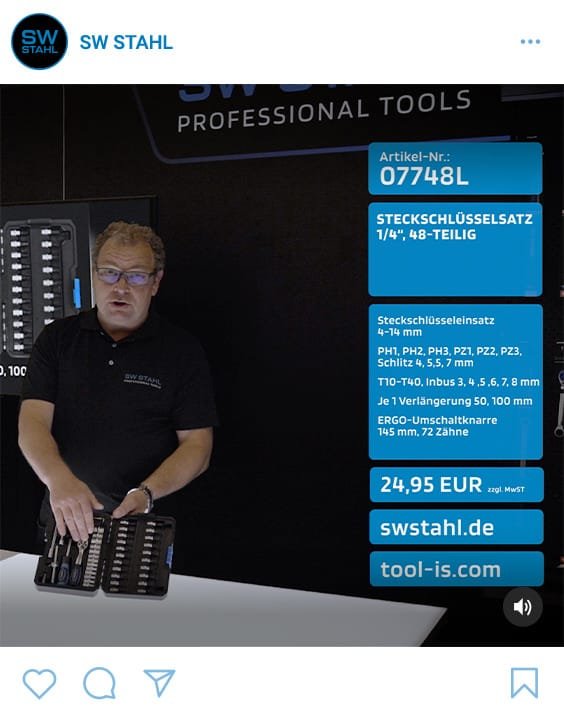 SW
STAHL
SW STAHL
SW STAHL
PROFESSIONAL TOOLS
Artikel-Nr.:
07748L
STECKSCHLÜSSELSATZ
1/4“, 48-TEILIG
Steckschlüsseleinsatz
4-14 mm
PH1, PH2, PH3, PZ1, PZ2, PZ3,
Schlitz 4, 5,5, 7 mm
T10-T40, Inbus 3, 4 ,5 ,6, 7, 8 mm
Je 1 Verlängerung 50, 100 mm
ERGO-Umschaltknarre
145 mm, 72 Zähne
0, 100
SW STAHL
PROFESSIONAL TOOLS
24,95 EUR zzgl. MwST
swstahl.de
tool-is.com